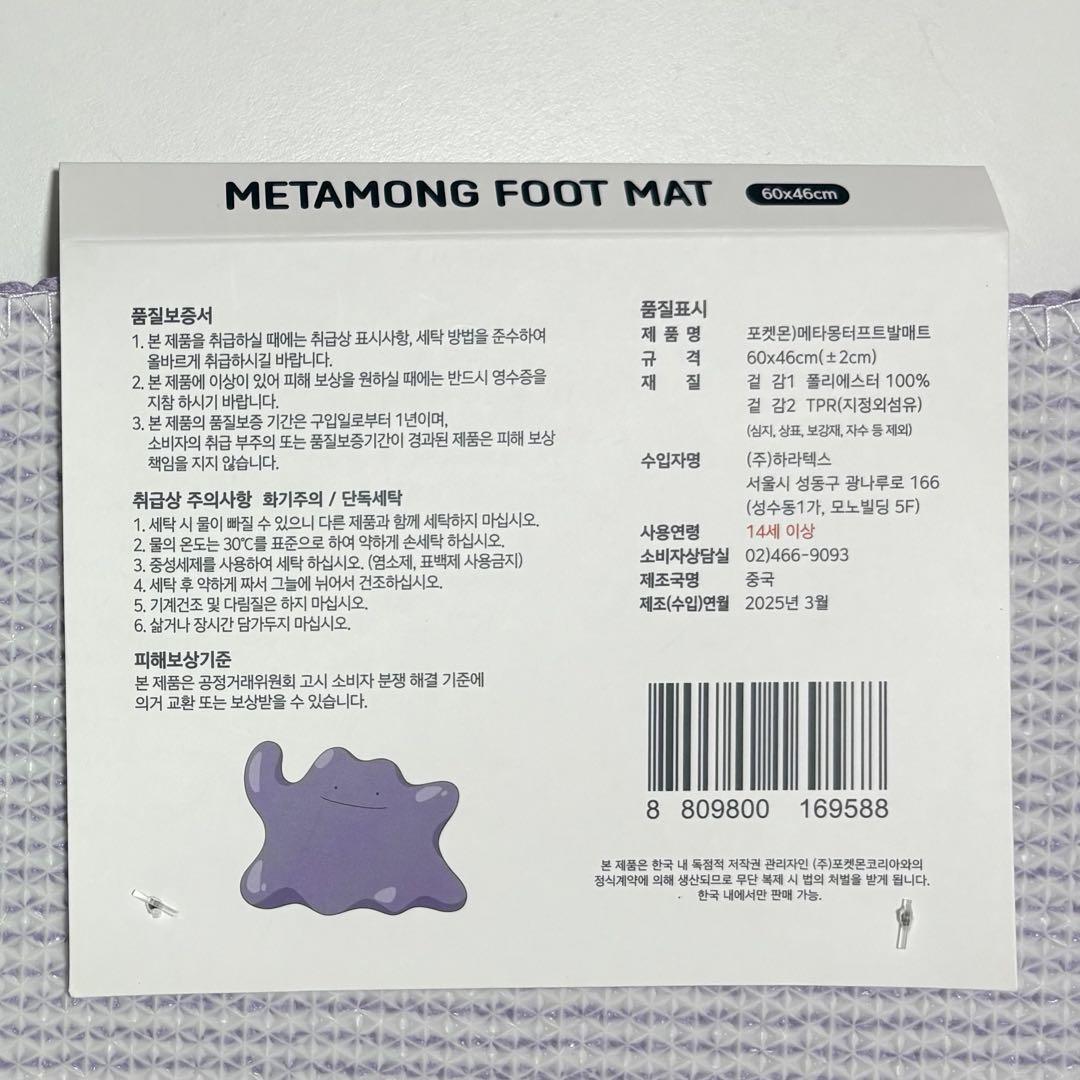 METAMONG FOOT MAT 60x46cm
품질보증서
1. 본 제품을 취급하실 때에는 취급상 표시사항, 세탁 방법을 준수하여
올바르게 취급하시길 바랍니다.
2. 본 제품에 이상이 있어 피해 보상을 원하실 때에는 반드시 영수증을
지참 하시기 바랍니다.
3. 본 제품의 품질보증 기간은 구입일로부터 1년이며,
소비자의 취급 부주의 또는 품질보증기간이 경과된 제품은 피해 보상
책임을 지지 않습니다.
취급상 주의사항 화기주의 / 단독세탁
1. 세탁 시 물이 빠질 수 있으니 다른 제품과 함께 세탁하지 마십시오.
2. 물의 온도는 30℃를 표준으로 하여 약하게 손세탁 하십시오.
3. 중성세제를 사용하여 세탁 하십시오. (염소제, 표백제 사용금지)
4. 세탁 후 약하게 짜서 그늘에 뉘어서 건조하십시오.
5. 기계건조 및 다림질은 하지 마십시오.
6. 삶거나 장시간 담가두지 마십시오.
피해보상기준
본 제품은 공정거래위원회 고시 소비자 분쟁 해결 기준에
의거 교환 또는 보상받을 수 있습니다.
품질표시
제 품 명 포켓몬)메타몽터프트발매트
규 격 60x46cm(±2cm)
재 질 겉 감1 폴리에스터 100%
겉 감2 TPR(지정외섬유)
(심지, 상표, 보강재, 자수 등 제외)
수입자명 (주)하라텍스
서울시 성동구 광나루로 166
(성수동1가, 모노빌딩 5F)
사용연령 14세 이상
소비자상담실 02)466-9093
제조국명 중국
제조(수입)연월 2025년 3월
8 809800 169588
본 제품은 한국 내 독점적 저작권 관리자인 (주)포켓몬코리아와의
정식계약에 의해 생산되므로 무단 복제 시 법의 처벌을 받게 됩니다.
한국 내에서만 판매 가능.